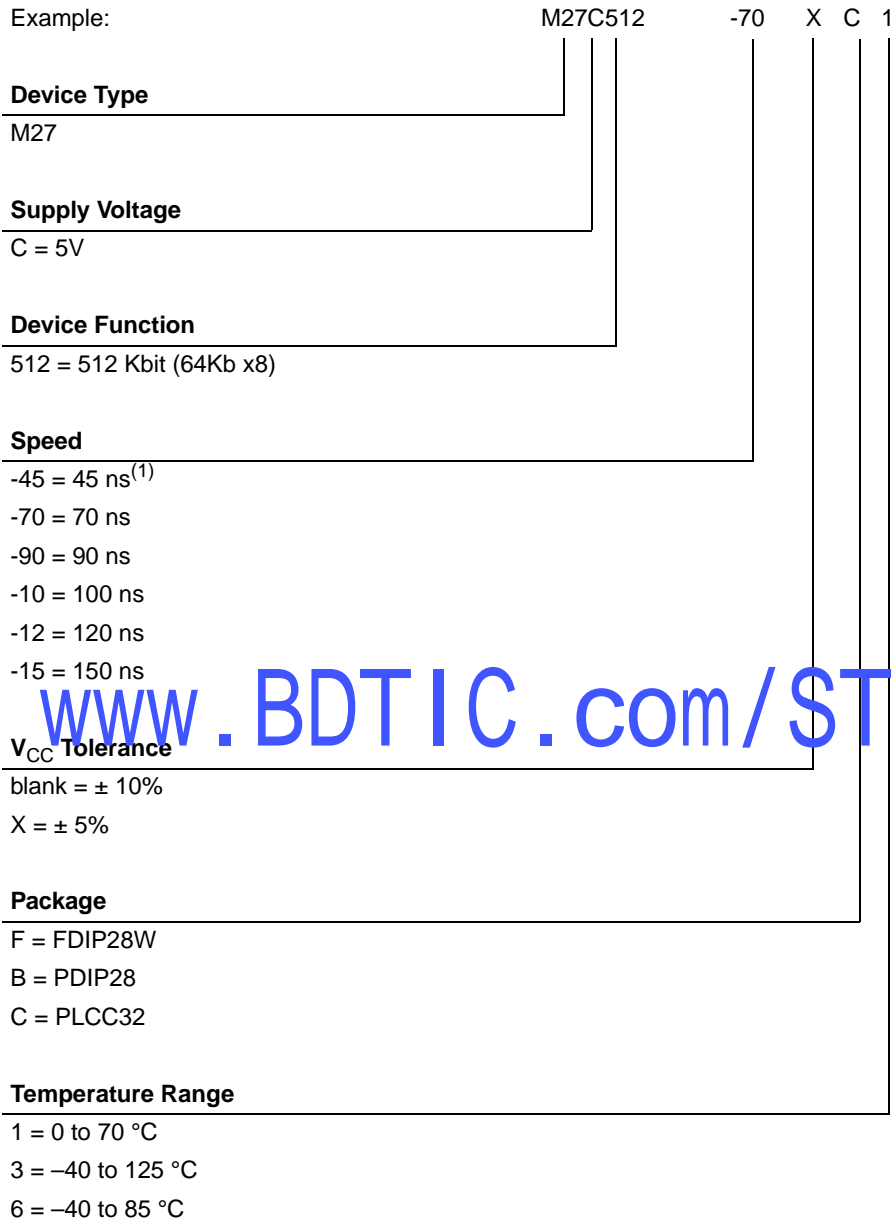 Example: M27C512 -70 X C 1
Device Type
M27
Supply Voltage
C = 5V
Device Function
512 = 512 Kbit (64Kb x8)
Speed
-45 = 45 ns(1)
-70 = 70 ns
-90 = 90 ns
-10 = 100 ns
-12 = 120 ns
-15 = 150 ns
www.BDTIC.com/ST
VCC Tolerance
blank = ± 10%
X = ± 5%
Package
F = FDIP28W
B = PDIP28
C = PLCC32
Temperature Range
1 = 0 to 70 °C
3 = –40 to 125 °C
6 = –40 to 85 °C